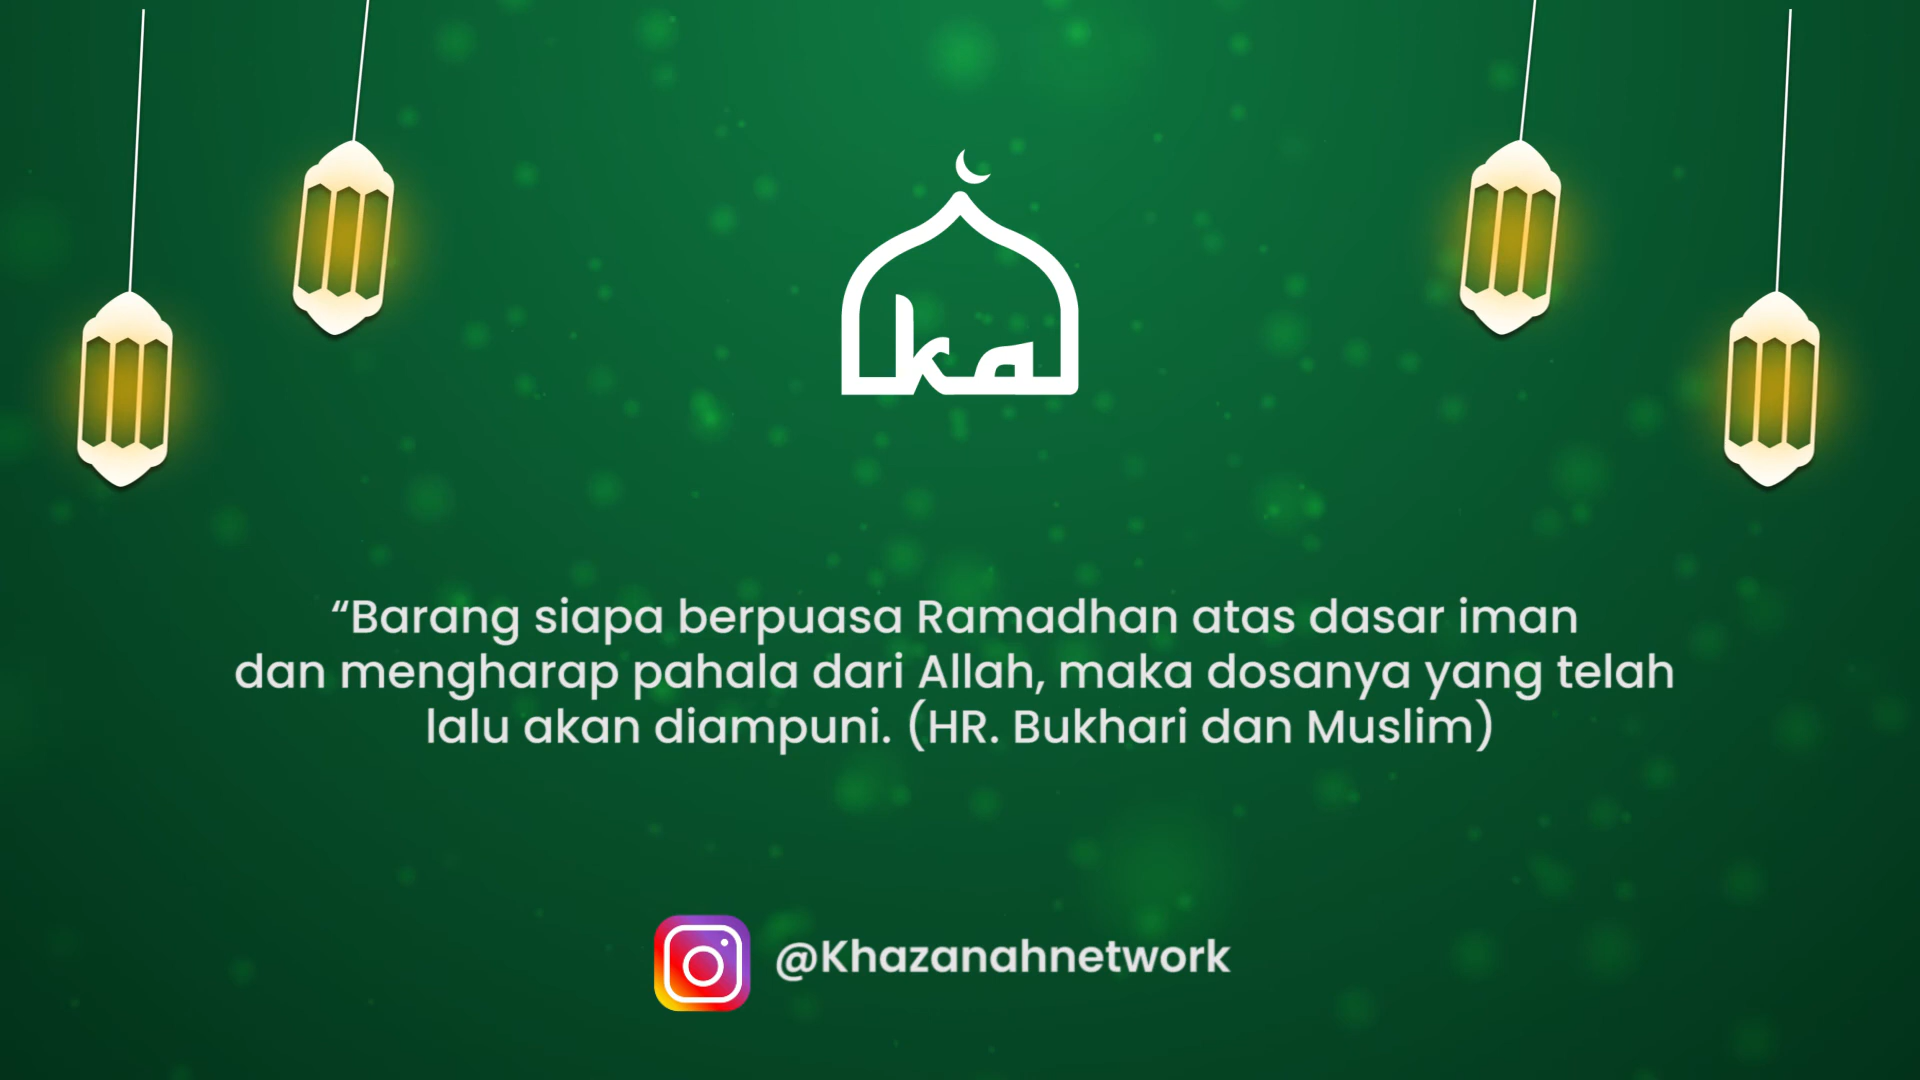 ka
“Barang siapa berpuasa Ramadhan atas dasar iman
dan mengharap pahala dari Allah, maka dosanya yang telah
lalu akan diampuni. (HR. Bukhari dan Muslim)
@Khazanahnetwork